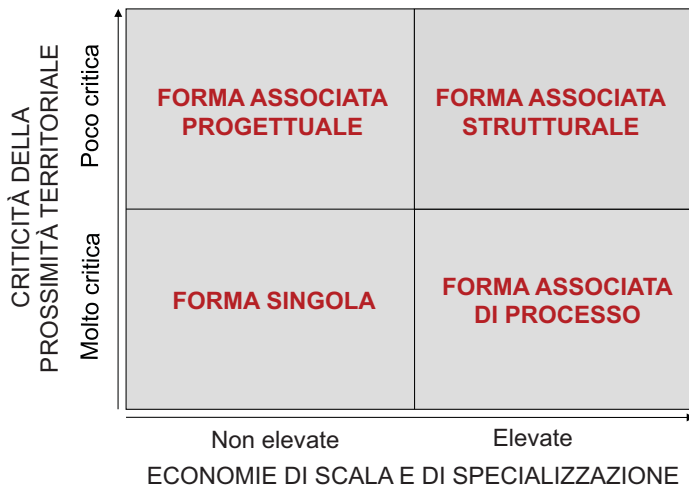 CRITICITÀ DELLA
PROSSIMITÀ TERRITORIALE
Poco critica
Molto critica
FORMA ASSOCIATA
PROGETTUALE
FORMA ASSOCIATA
STRUTTURALE
FORMA SINGOLA
FORMA ASSOCIATA
DI PROCESSO
Non elevate
Elevate
ECONOMIE DI SCALA E DI SPECIALIZZAZIONE